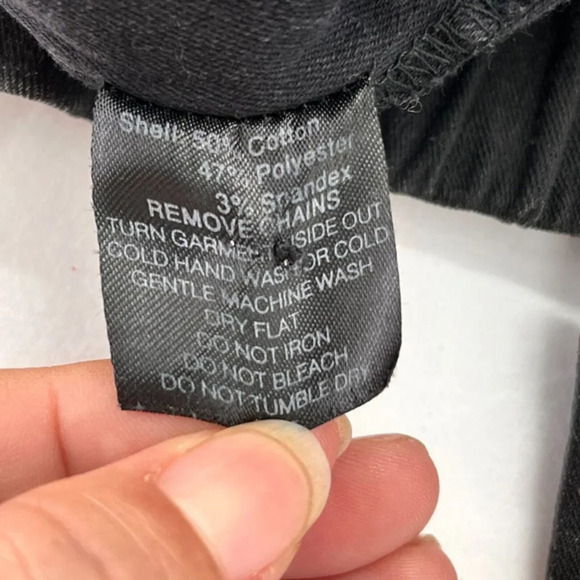 Shell: 50% Cotton
47% Polyester
3% Spandex
REMOVE CHAINS
TURN GARMENT INSIDE OUT
COLD HAND WASH OR COLD
GENTLE MACHINE WASH
DRY FLAT
DO NOT IRON
DO NOT BLEACH
DO NOT TUMBLE DRY